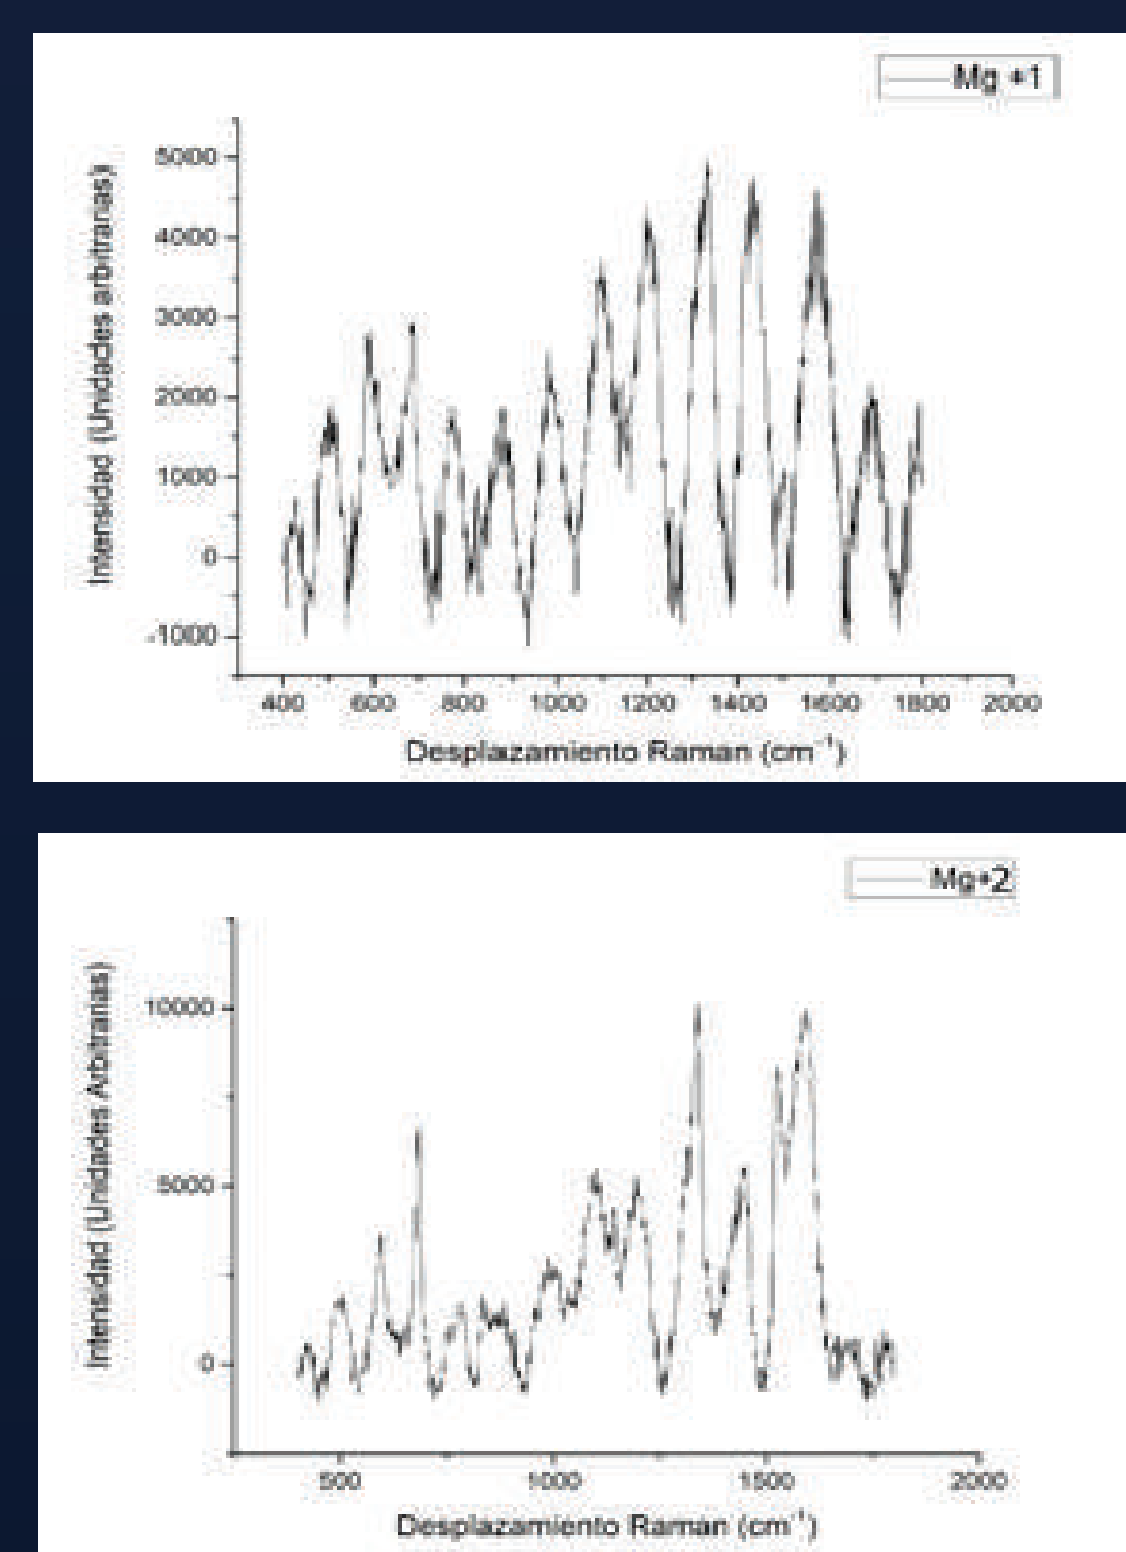 Mg +1
Intensidad (Unidades arbitrarias)
5000
4000
3000
2000
1000
0
-1000
400 600 800 1000 1200 1400 1600 1800 2000
Desplazamiento Raman (cm⁻¹)
Mg+2
Intensidad (Unidades Arbitrarias)
10000
5000
0
500 1000 1500 2000
Desplazamiento Raman (cm⁻¹)